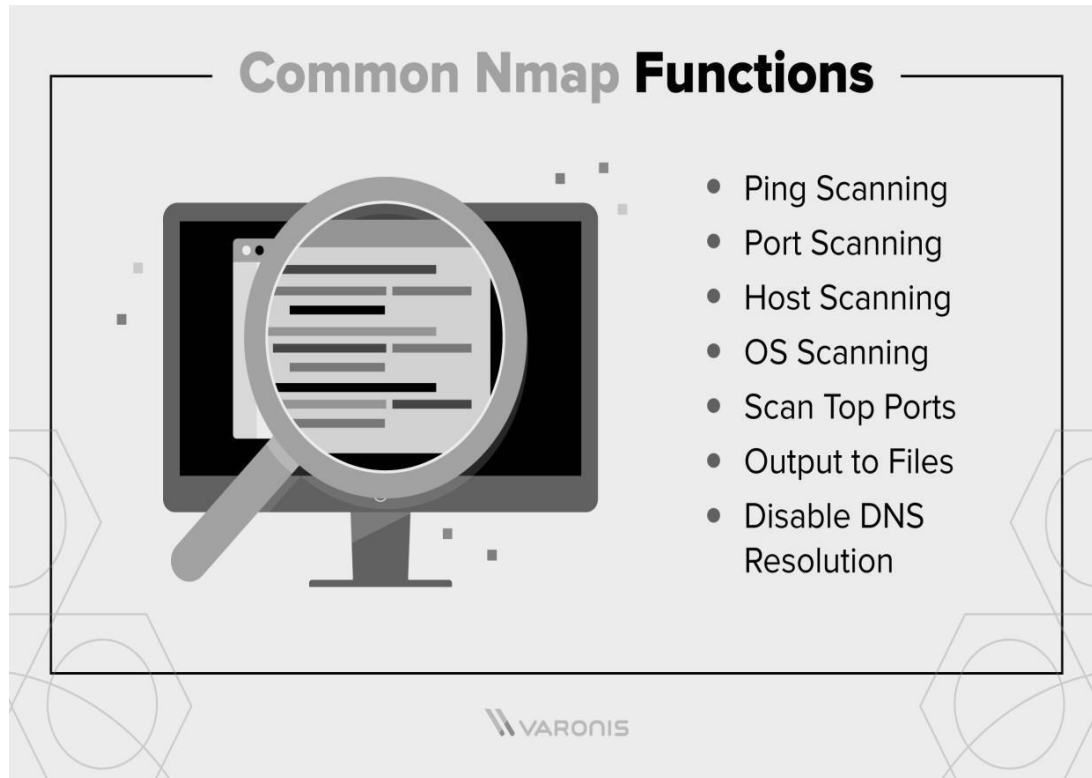 Common Nmap Functions
Ping Scanning
Port Scanning
Host Scanning
OS Scanning
Scan Top Ports
Output to Files
Disable DNS
Resolution
VARONIS